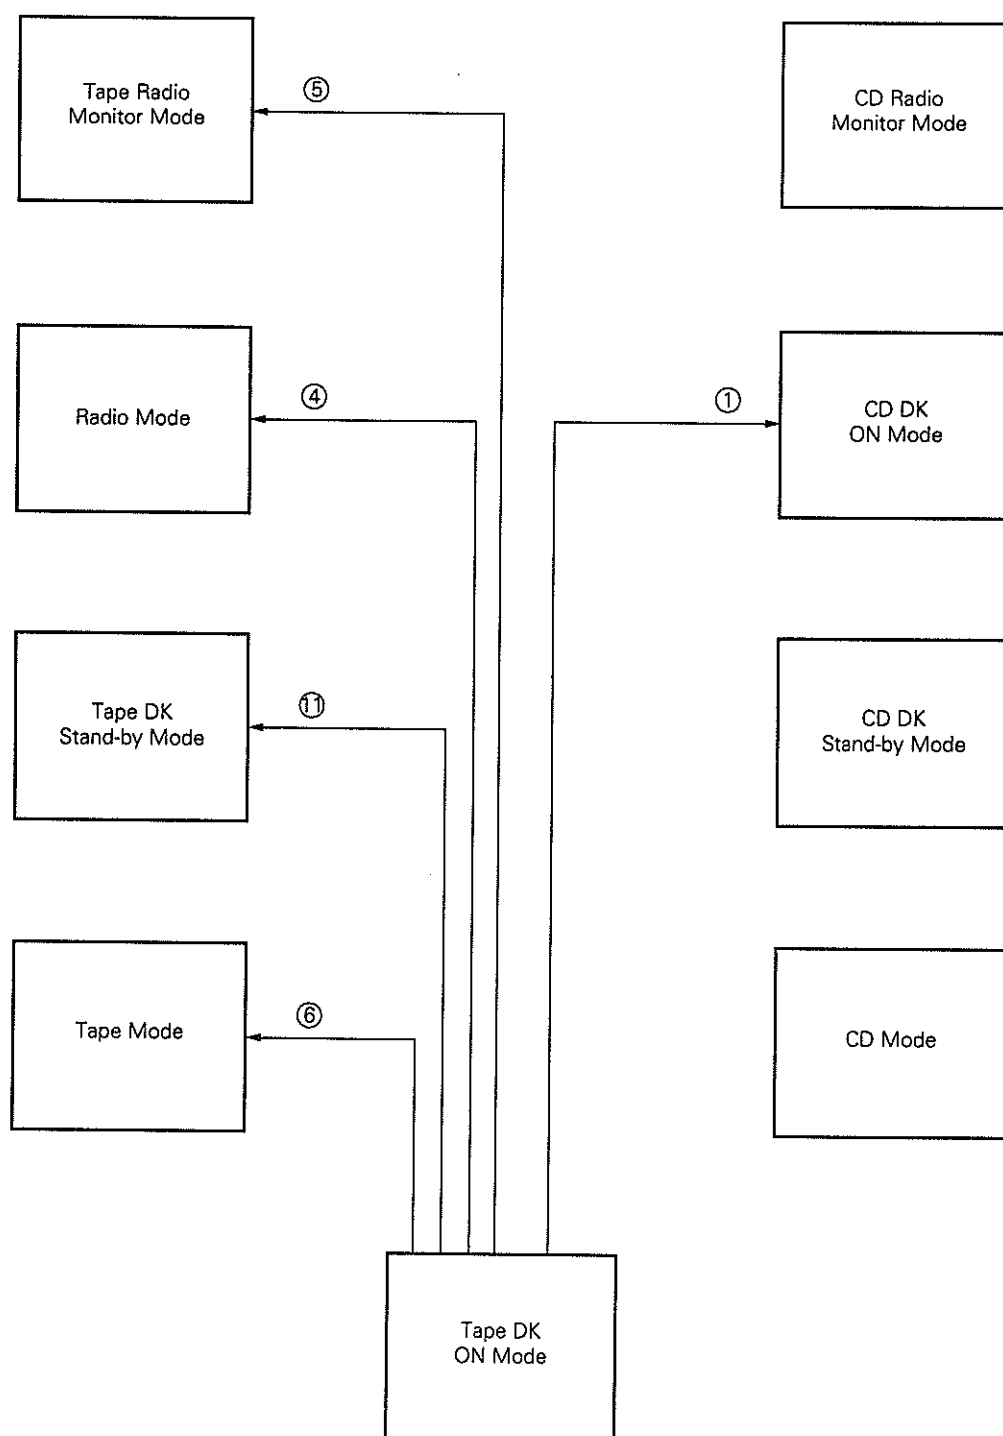 Tape Radio
Monitor Mode
⑤
CD Radio
Monitor Mode
Radio Mode
④
①
CD DK
ON Mode
Tape DK
Stand-by Mode
⑪
CD DK
Stand-by Mode
Tape Mode
⑥
CD Mode
Tape DK
ON Mode